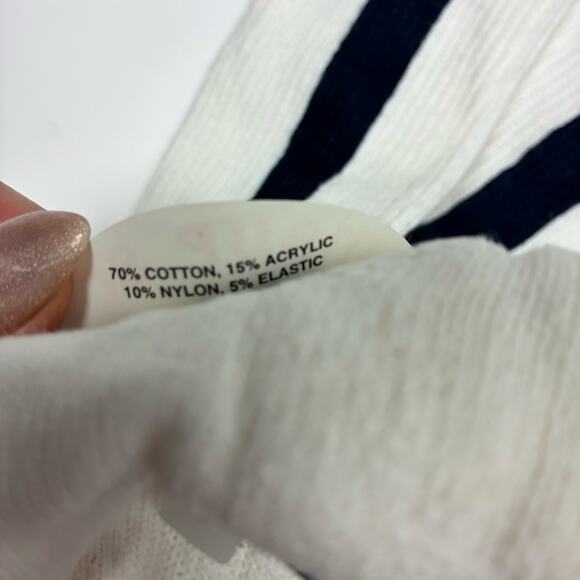 70% COTTON, 15% ACRYLIC
10% NYLON, 5% ELASTIC